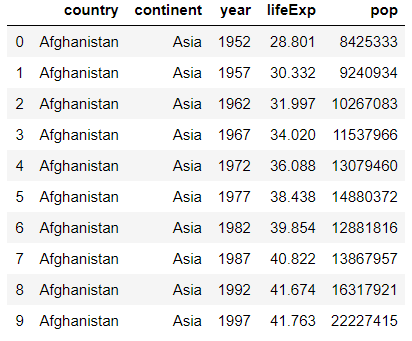 country continent year lifeExp pop
0 Afghanistan Asia 1952 28.801 8425333
1 Afghanistan Asia 1957 30.332 9240934
2 Afghanistan Asia 1962 31.997 10267083
3 Afghanistan Asia 1967 34.020 11537966
4 Afghanistan Asia 1972 36.088 13079460
5 Afghanistan Asia 1977 38.438 14880372
6 Afghanistan Asia 1982 39.854 12881816
7 Afghanistan Asia 1987 40.822 13867957
8 Afghanistan Asia 1992 41.674 16317921
9 Afghanistan Asia 1997 41.763 22227415